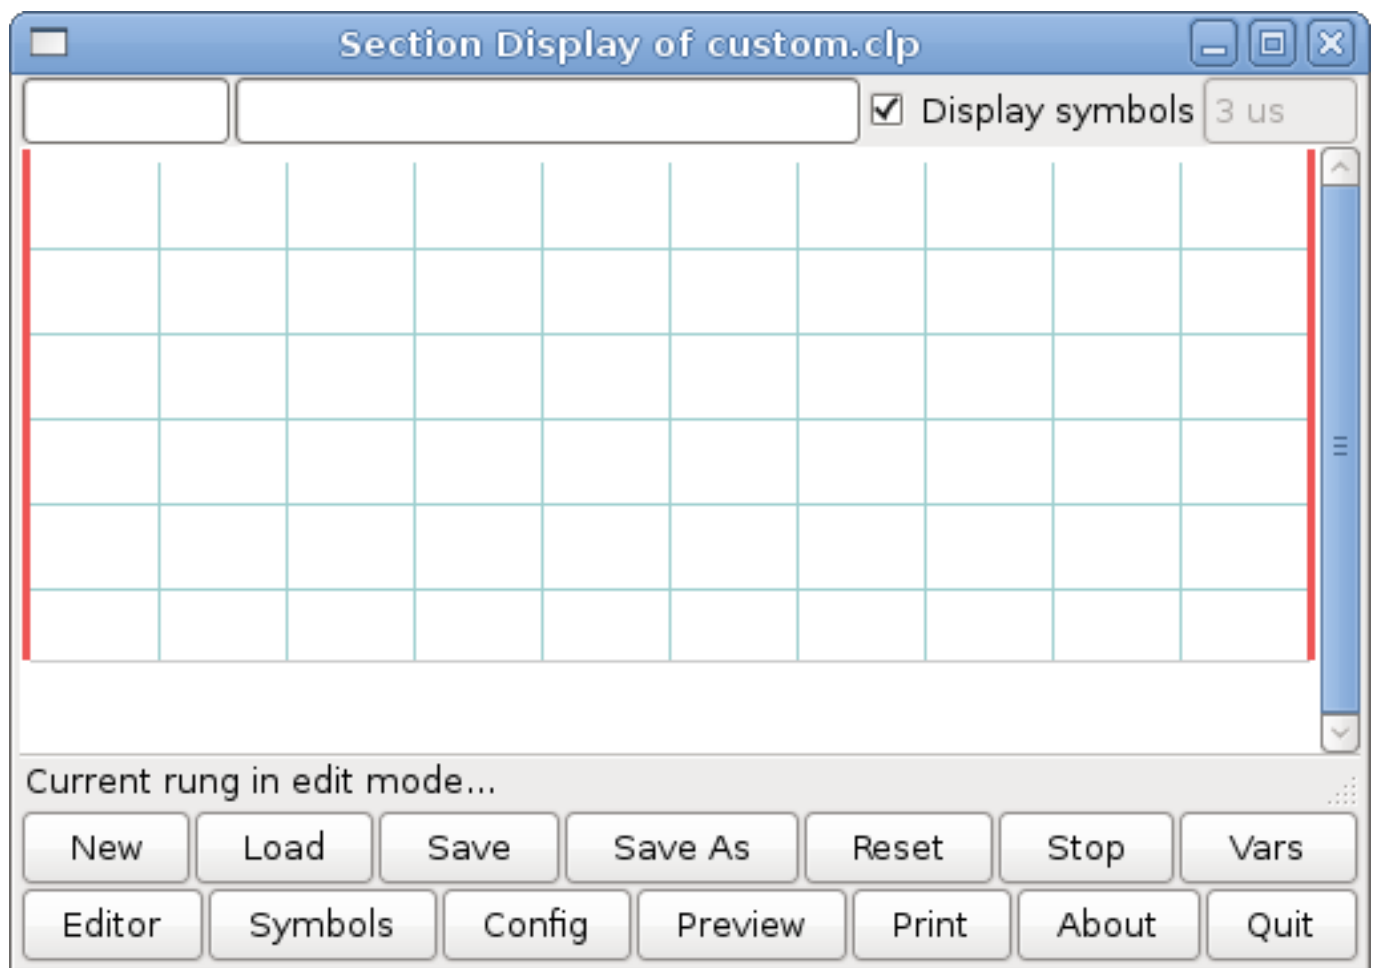 Section Display of custom.clp
Display symbols 3 us
Current rung in edit mode...
New Load Save Save As Reset Stop Vars
Editor Symbols Config Preview Print About Quit